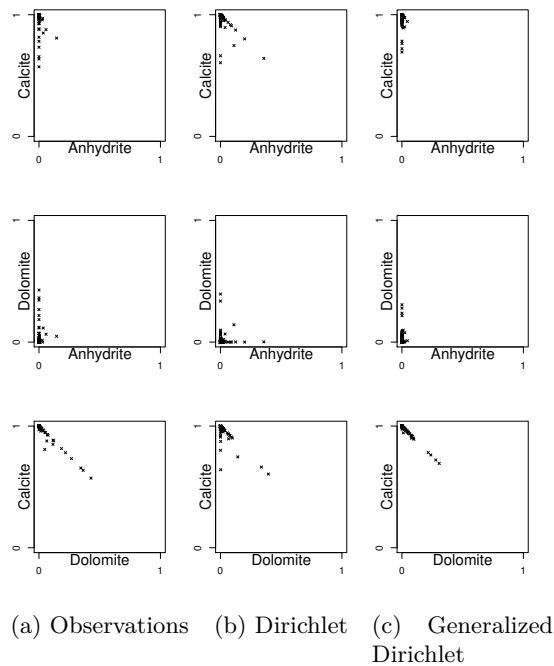 Calcite
0 1
Anhydrite
0 1
Calcite
0 1
Anhydrite
0 1
Calcite
0 1
Anhydrite
0 1
Dolomite
0 1
Anhydrite
0 1
Dolomite
0 1
Anhydrite
0 1
Dolomite
0 1
Anhydrite
0 1
Calcite
0 1
Dolomite
0 1
Calcite
0 1
Dolomite
0 1
Calcite
0 1
Dolomite
0 1
(a) Observations
(b) Dirichlet
(c) Generalized
Dirichlet